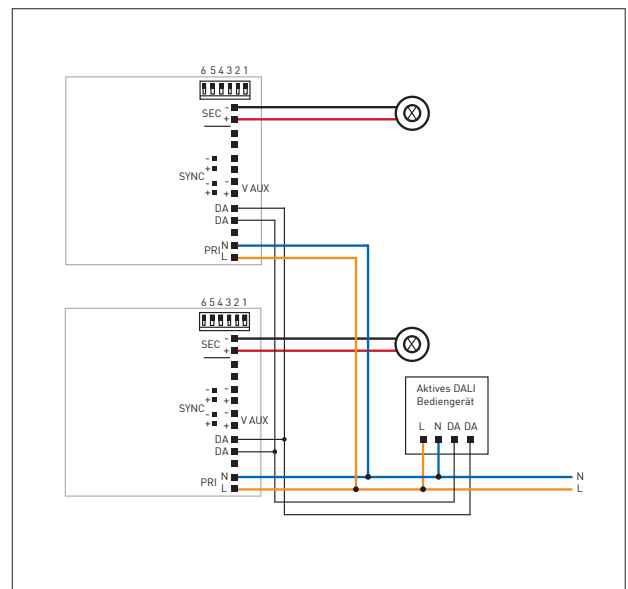 6 5 4 3 2 1
-
SEC +
-
+
SYNC
- -
+ + V AUX
DA
DA
N
PRI L
6 5 4 3 2 1
-
SEC +
- -
+ +
SYNC
- -
+ + V AUX
DA
DA
N
PRI L
Aktives DALI
Bediengerät
L N DA DA
N
L